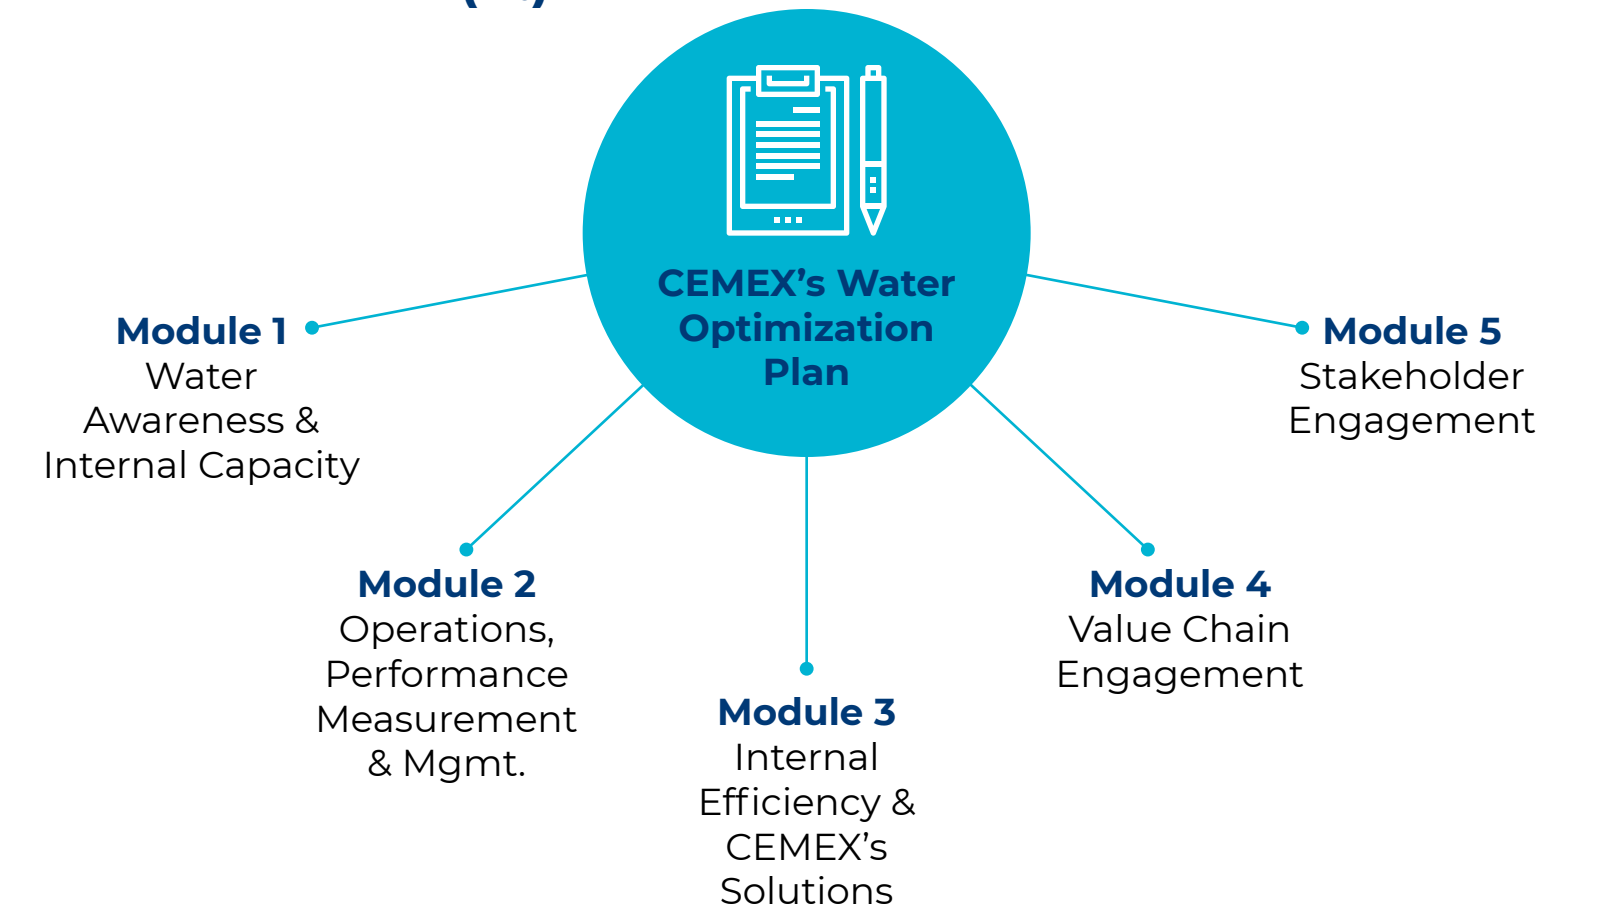 CEMEX’s Water
Optimization
Plan
Module 1
Water
Awareness &
Internal Capacity
Module 2
Operations,
Performance
Measurement
& Mgmt.
Module 3
Internal
Efficiency &
CEMEX’s
Solutions
Module 4
Value Chain
Engagement
Module 5
Stakeholder
Engagement